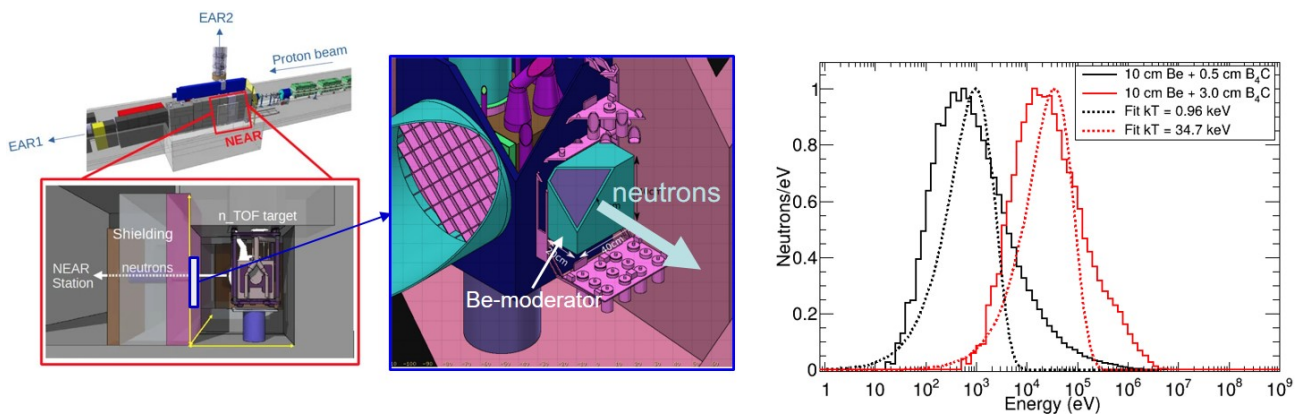 EAR2
Proton beam
EAR1
NEAR
n_TOF target
Shielding
NEAR
Station
neutrons
neutrons
40cm
Be-moderator
10 cm Be + 0.5 cm B₄C
10 cm Be + 3.0 cm B₄C
Fit kT = 0.96 keV
Fit kT = 34.7 keV
Neutrons/eV
1
0.8
0.6
0.4
0.2
0
1 10 10² 10³ 10⁴ 10⁵ 10⁶ 10⁷ 10⁸ 10⁹
Energy (eV)